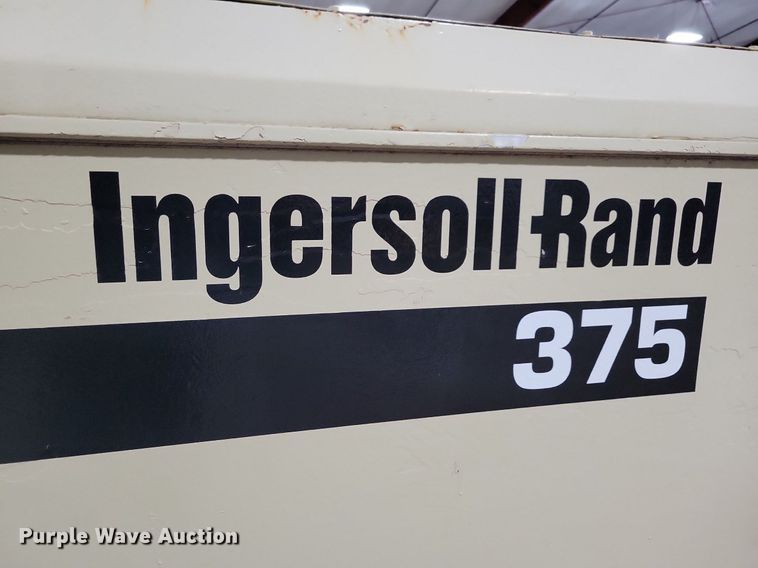 Ingersoll-Rand
375
Purple Wave Auction